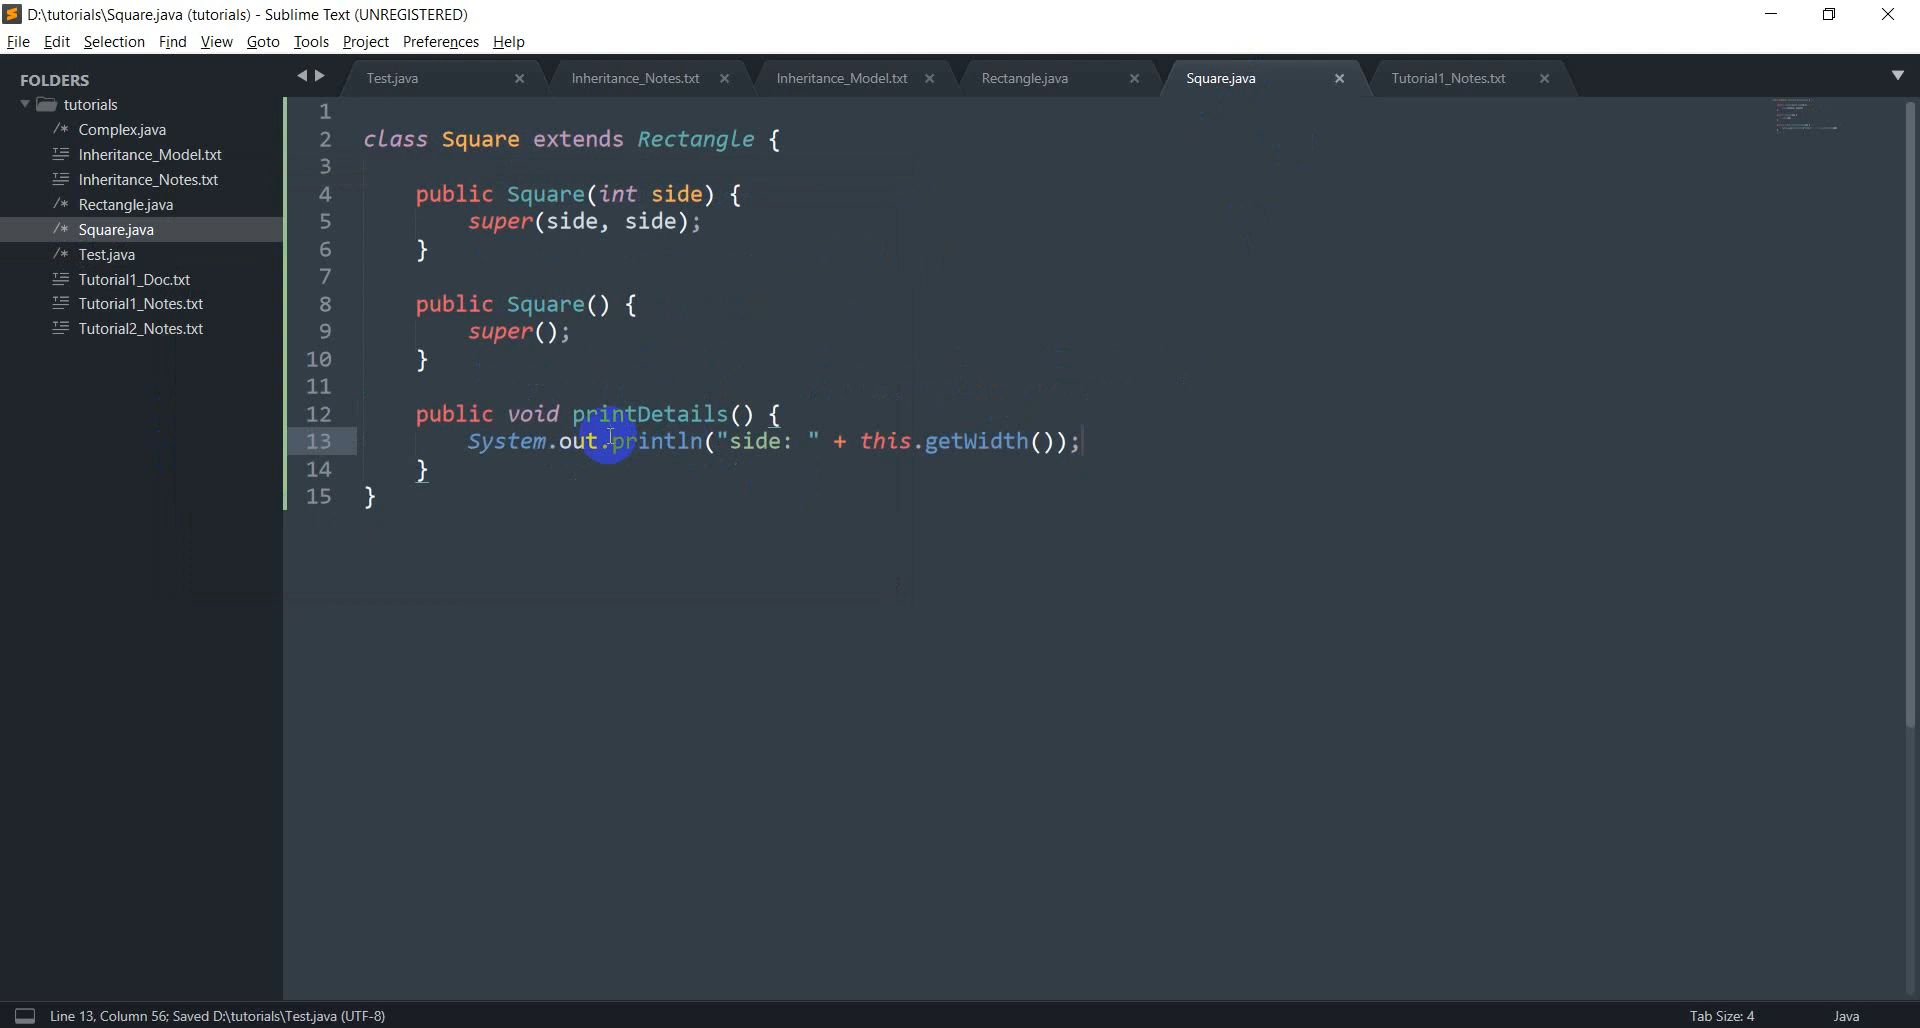 D:\tutorials\Square.java (tutorials) - Sublime Text (UNREGISTERED)
File Edit Selection Find View Goto Tools Project Preferences Help
FOLDERS
tutorials
/* Complex.java
Inheritance_Model.txt
Inheritance_Notes.txt
/* Rectangle.java
/* Square.java
/* Test.java
Tutorial1_Doc.txt
Tutorial1_Notes.txt
Tutorial2_Notes.txt
Test.java Inheritance_Notes.txt Inheritance_Model.txt Rectangle.java Square.java Tutorial1_Notes.txt
1
2 class Square extends Rectangle {
3
4 public Square(int side) {
5 super(side, side);
6 }
7
8 public Square() {
9 super();
10 }
11
12 public void printDetails() {
13 System.out.println("side: " + this.getWidth());
14 }
15 }
Line 13, Column 56; Saved D:\tutorials\Test.java (UTF-8) Tab Size: 4 Java